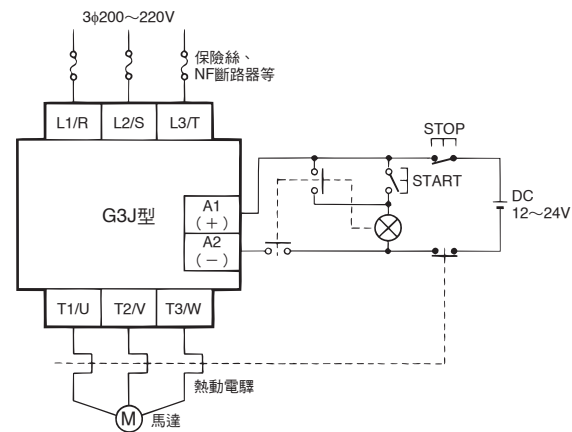 3φ200～220V
保險絲、
NF斷路器等
L1/R L2/S L3/T
STOP
START
A1
(+)
G3J型
A2
(－)
DC
12～24V
T1/U T2/V T3/W
熱動電驛
M 馬達